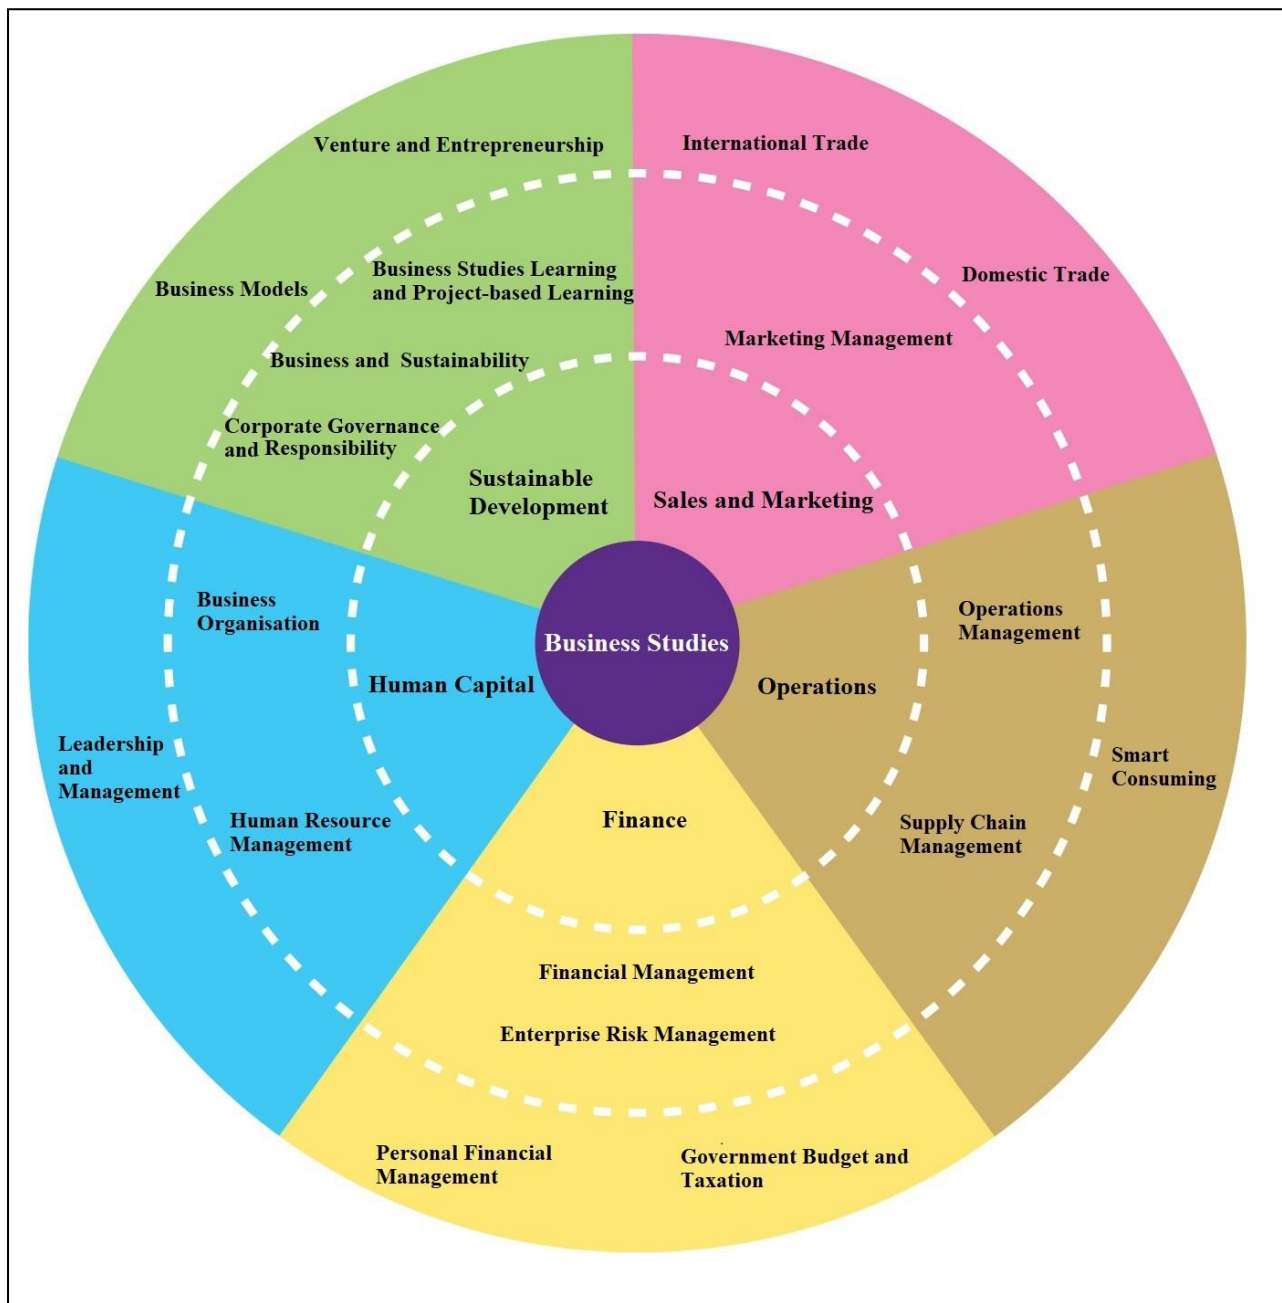 Venture and Entrepreneurship
International Trade
Business Studies Learning
and Project-based Learning
Domestic Trade
Business Models
Marketing Management
Business and Sustainability
Corporate Governance
and Responsibility
Sustainable
Development
Sales and Marketing
Business
Organisation
Operations
Management
Business Studies
Human Capital
Operations
Leadership
and
Management
Smart
Consuming
Human Resource
Management
Finance
Supply Chain
Management
Financial Management
Enterprise Risk Management
Personal Financial
Management
Government Budget and
Taxation